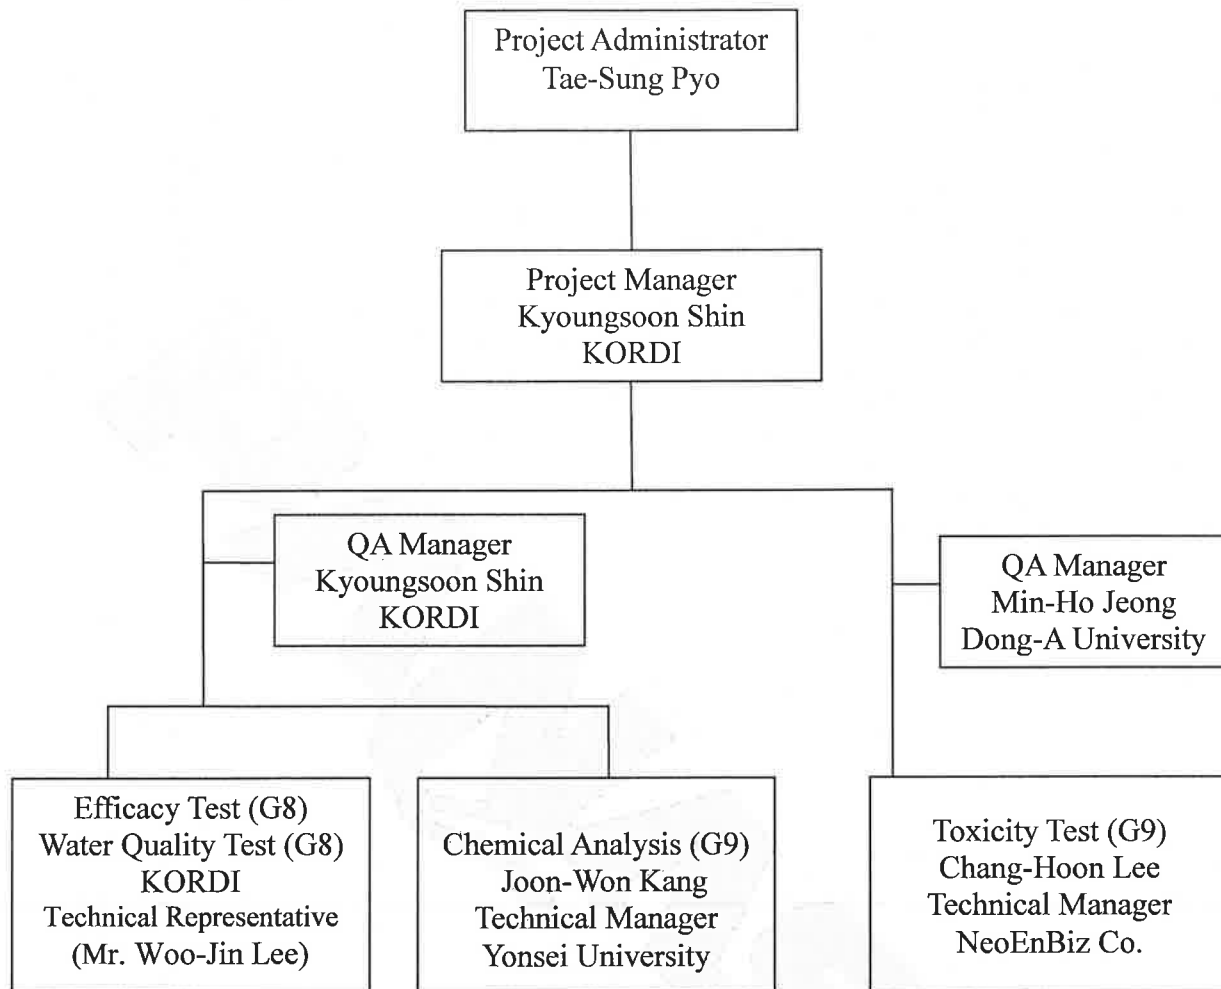 Project Administrator
Tae-Sung Pyo
Project Manager
Kyoungsoon Shin
KORDI
QA Manager
Kyoungsoon Shin
KORDI
QA Manager
Min-Ho Jeong
Dong-A University
Efficacy Test (G8)
Water Quality Test (G8)
KORDI
Technical Representative
(Mr. Woo-Jin Lee)
Chemical Analysis (G9)
Joon-Won Kang
Technical Manager
Yonsei University
Toxicity Test (G9)
Chang-Hoon Lee
Technical Manager
NeoEnBiz Co.